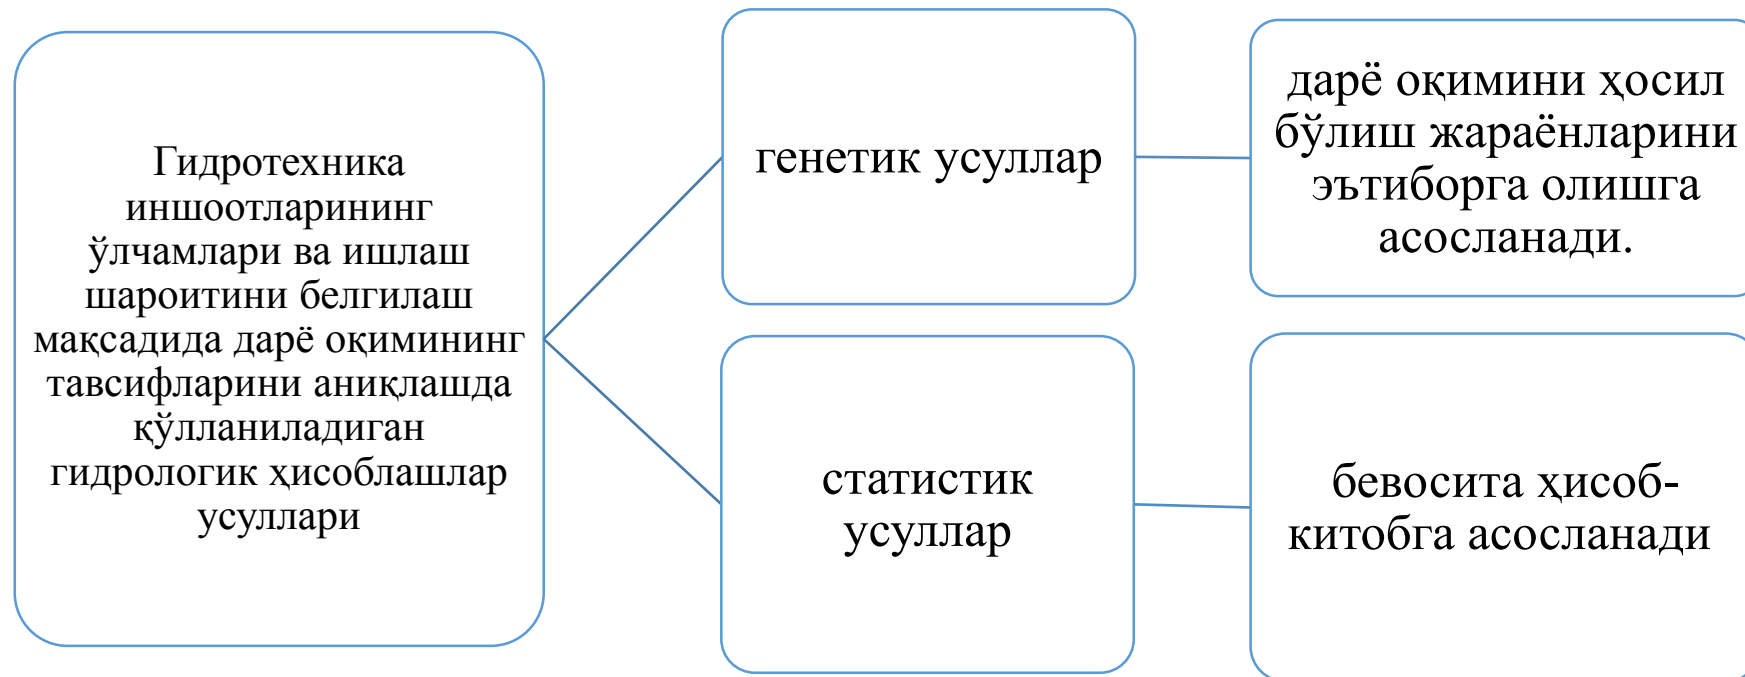 Гидротехника
иншоотларининг
ўлчамлари ва ишлаш
шароитини белгилаш
мақсадида дарё оқимининг
тавсифларини аниқлашда
қўлланиладиган
гидрологик ҳисоблашлар
усуллари
генетик усуллар
дарё оқимини ҳосил
бўлиш жараёнларини
эътиборга олишга
асосланади.
статистик
усуллар
бевосита ҳисоб-
китобга асосланади